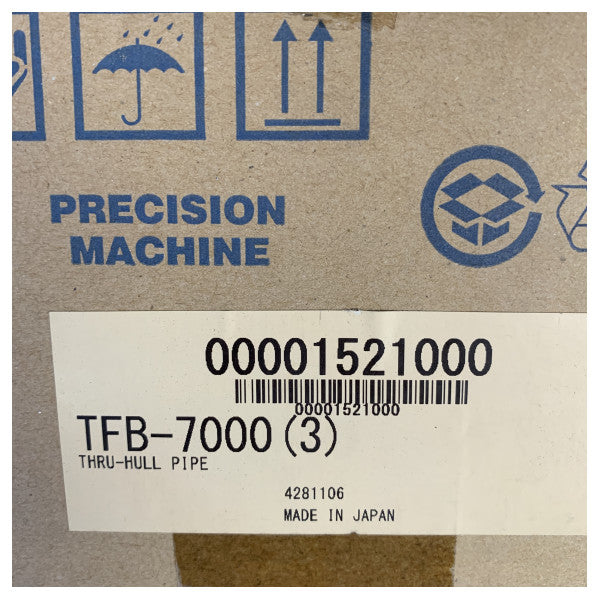 PRECISION
MACHINE
00001521000
00001521000
TFB-7000(3)
THRU-HULL PIPE
4281106
MADE IN JAPAN